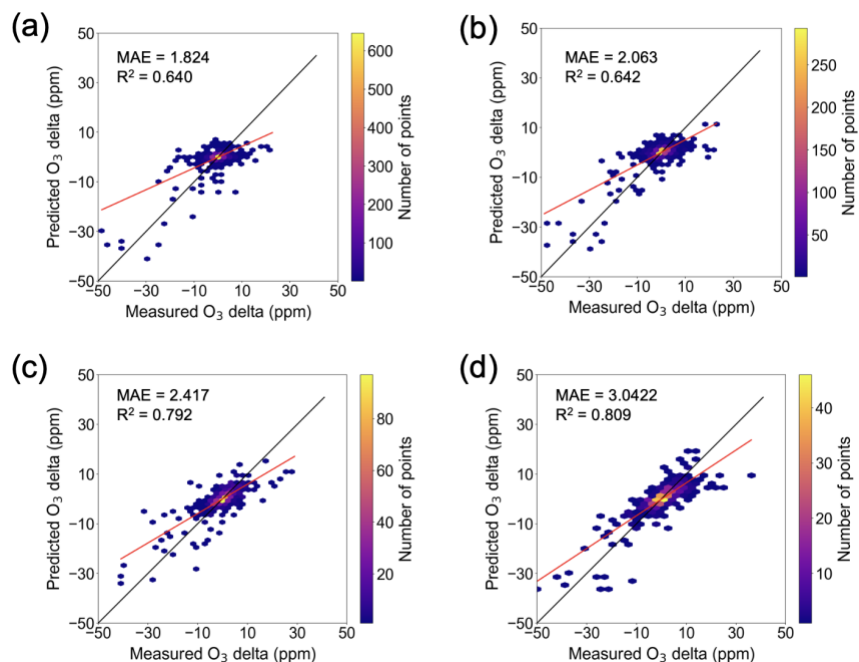 (a)
MAE = 1.824
R² = 0.640
Predicted O₃ delta (ppm)
50
30
10
−10
−30
−50
−50 −30 −10 10 30 50
Measured O₃ delta (ppm)
600
500
400
300
200
100
Number of points
(b)
MAE = 2.063
R² = 0.642
Predicted O₃ delta (ppm)
50
30
10
−10
−30
−50
−50 −30 −10 10 30 50
Measured O₃ delta (ppm)
250
200
150
100
50
Number of points
(c)
MAE = 2.417
R² = 0.792
Predicted O₃ delta (ppm)
50
30
10
−10
−30
−50
−50 −30 −10 10 30 50
Measured O₃ delta (ppm)
80
60
40
20
Number of points
(d)
MAE = 3.0422
R² = 0.809
Predicted O₃ delta (ppm)
50
30
10
−10
−30
−50
−50 −30 −10 10 30 50
Measured O₃ delta (ppm)
40
30
20
10
Number of points